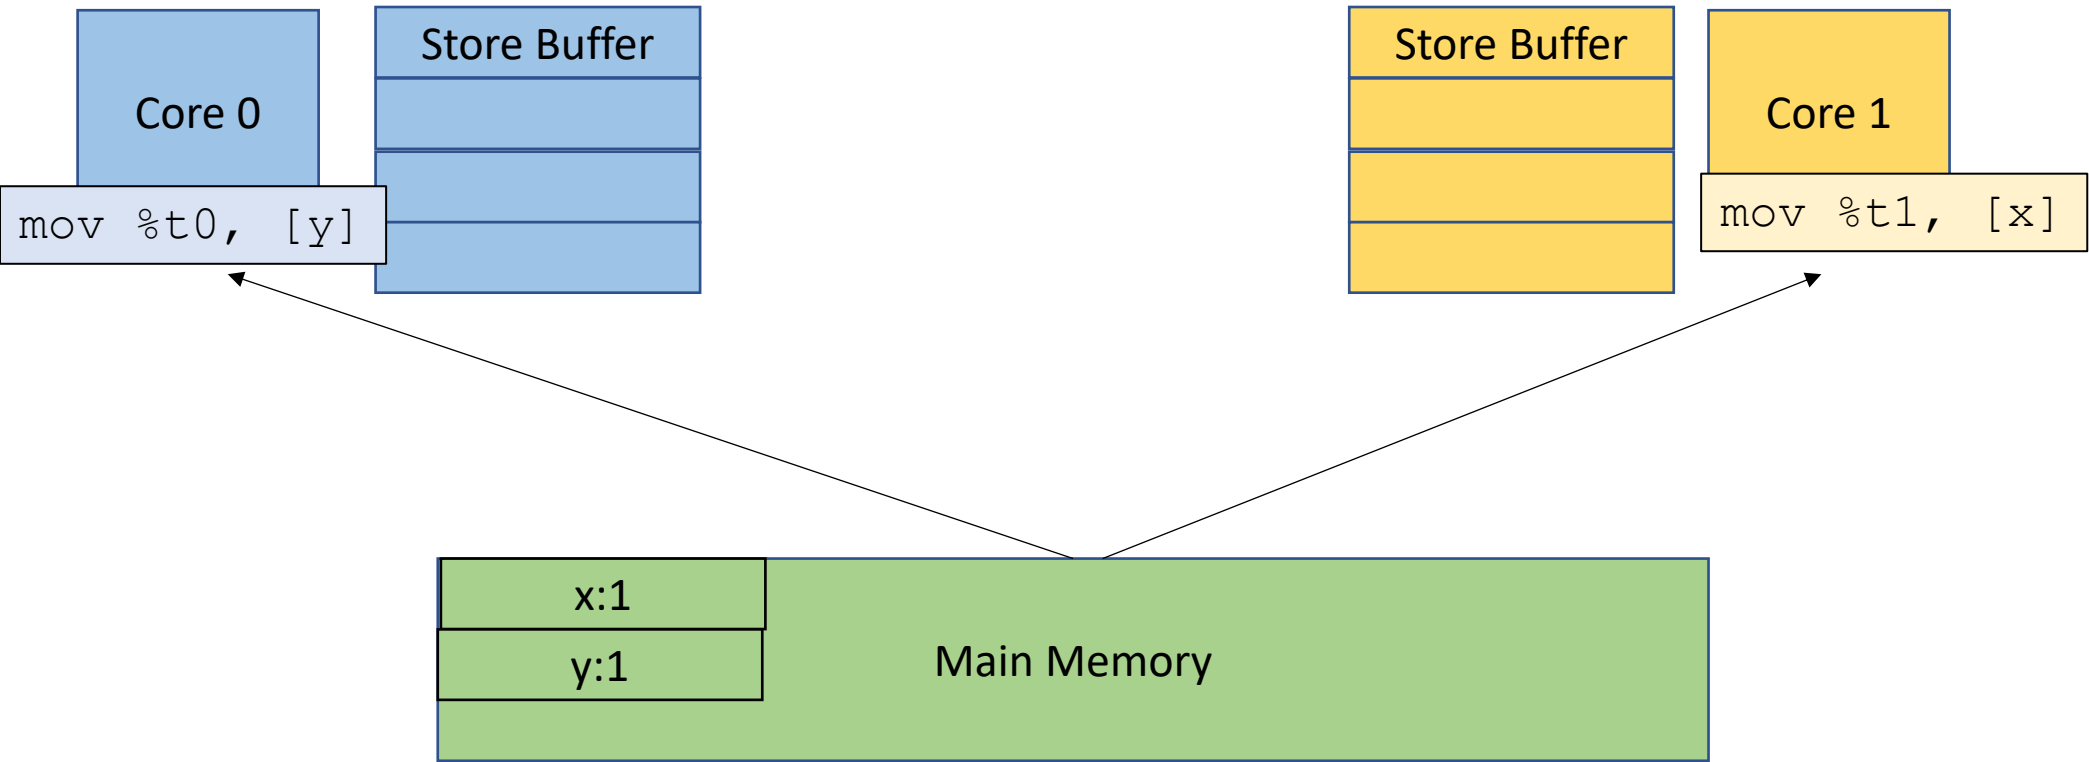 Core 0
Store Buffer
Store Buffer
Core 1
mov %t0, [y]
mov %t1, [x]
x:1
y:1
Main Memory